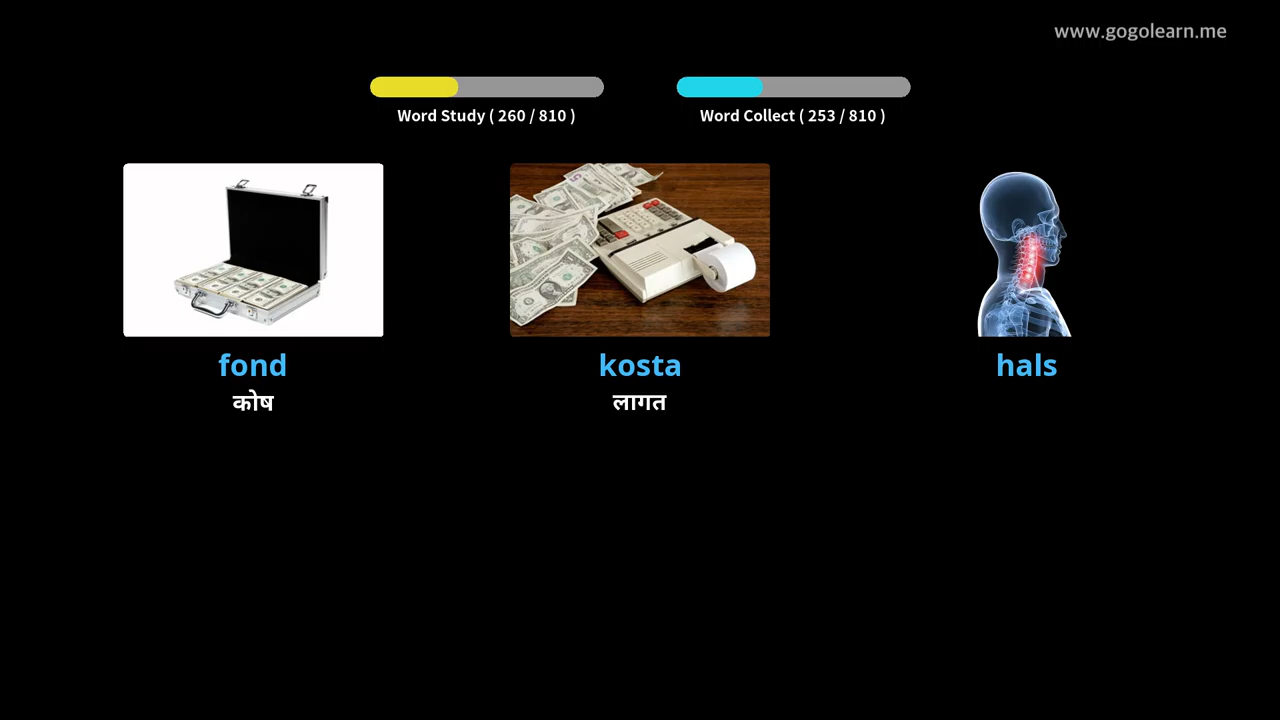 www.gogolearn.me
Word Study ( 260 / 810 )
Word Collect ( 253 / 810 )
fond
कोष
kosta
लागत
hals